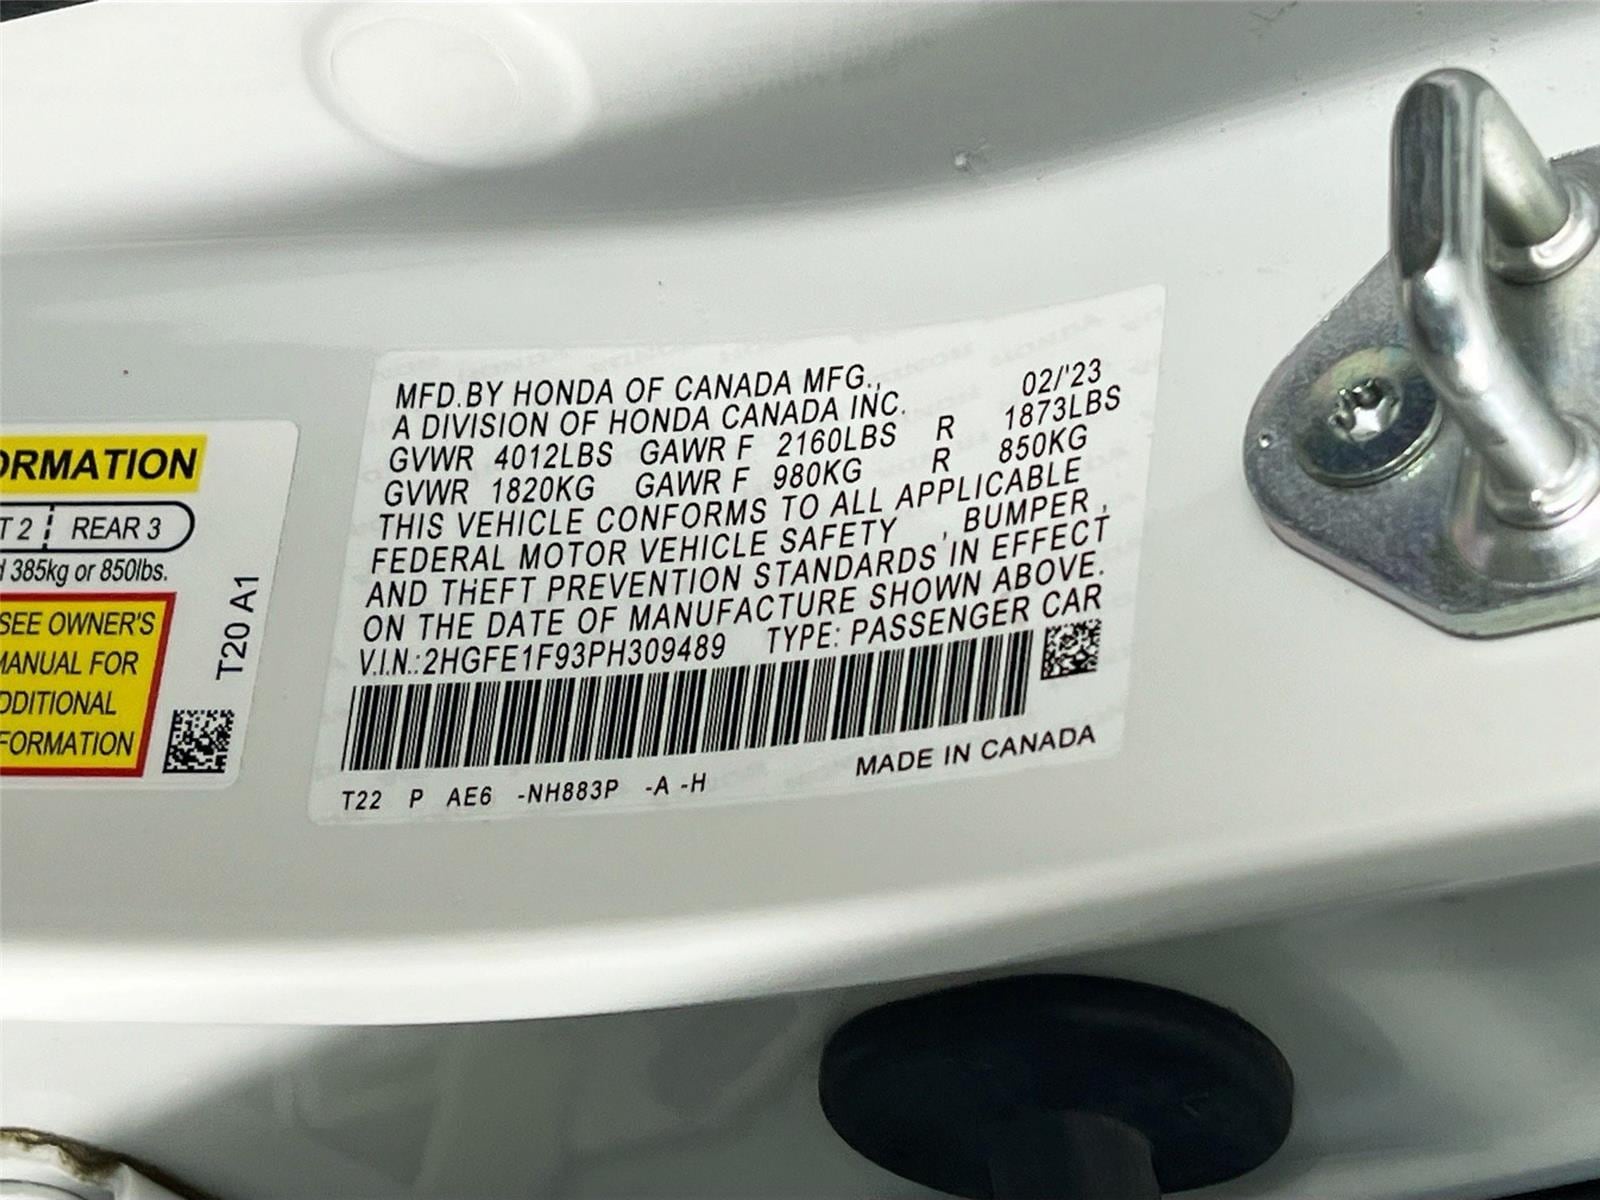 ORMATION
T 2 REAR 3
385kg or 850lbs.
SEE OWNER'S
MANUAL FOR
DDITIONAL
FORMATION
T20 A1
MFD.BY HONDA OF CANADA MFG., 02/'23
A DIVISION OF HONDA CANADA INC.
GVWR 4012LBS GAWR F 2160LBS R 1873LBS
GVWR 1820KG GAWR F 980KG R 850KG
THIS VEHICLE CONFORMS TO ALL APPLICABLE
FEDERAL MOTOR VEHICLE SAFETY , BUMPER ,
AND THEFT PREVENTION STANDARDS IN EFFECT
ON THE DATE OF MANUFACTURE SHOWN ABOVE.
V.I.N.:2HGFE1F93PH309489 TYPE: PASSENGER CAR
MADE IN CANADA
T22 P AE6 -NH883P -A -H